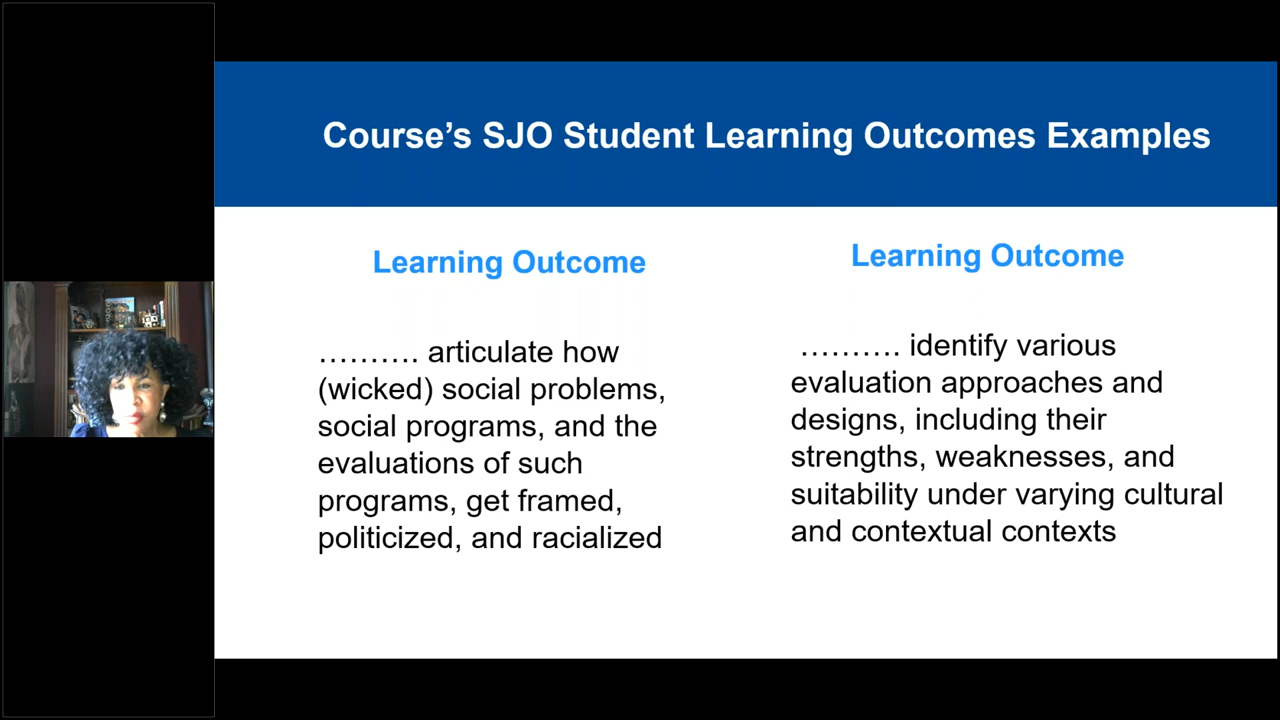 Course’s SJO Student Learning Outcomes Examples
Learning Outcome
………. articulate how
(wicked) social problems,
social programs, and the
evaluations of such
programs, get framed,
politicized, and racialized
Learning Outcome
………. identify various
evaluation approaches and
designs, including their
strengths, weaknesses, and
suitability under varying cultural
and contextual contexts